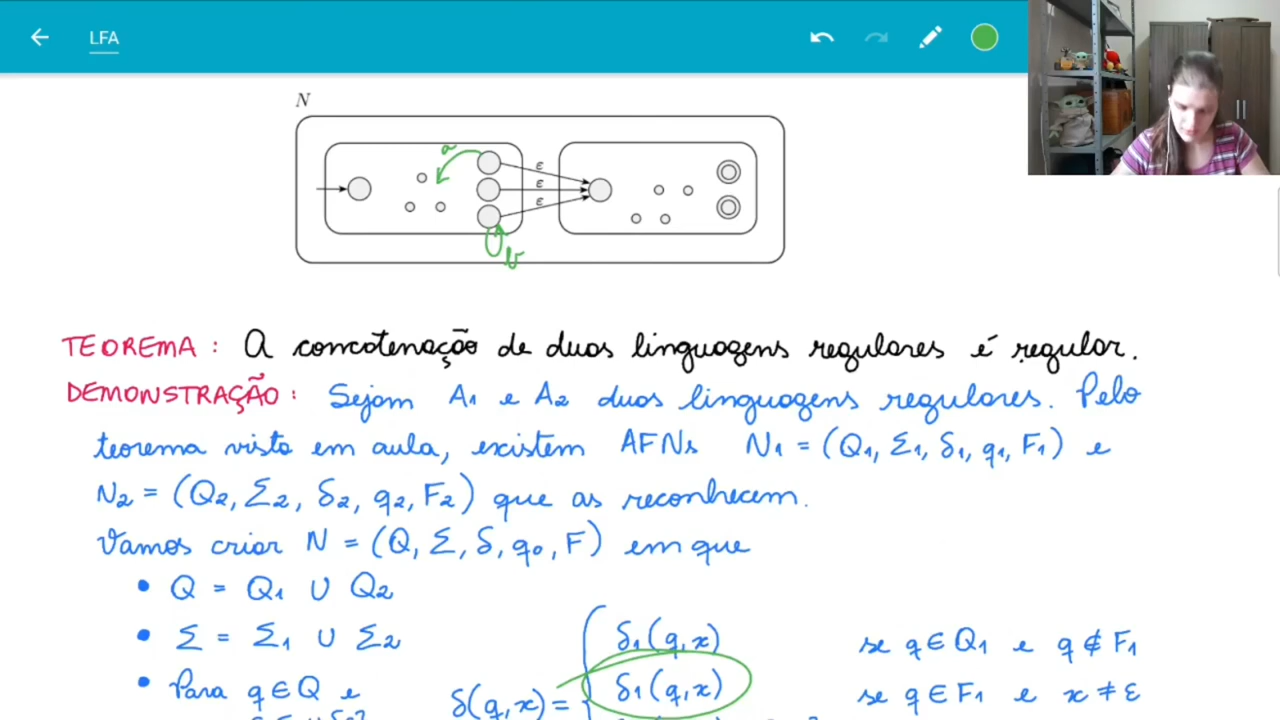 LFA
N
a
ε
ε
ε
b
TEOREMA: A concatenação de duas linguagens regulares é regular.
DEMONSTRAÇÃO: Sejam A₁ e A₂ duas linguagens regulares. Pelo
teorema visto em aula, existem AFNs N₁ = (Q₁, Σ₁, δ₁, q₁, F₁) e
N₂ = (Q₂, Σ₂, δ₂, q₂, F₂) que as reconhecem.
Vamos criar N = (Q, Σ, δ, q₀, F) em que
• Q = Q₁ ∪ Q₂
• Σ = Σ₁ ∪ Σ₂
δ₁(q,x) se q ∈ Q₁ e q ∉ F₁
• Para q ∈ Q e δ(q,x) = δ₁(q,x) se q ∈ F₁ e x ≠ ε